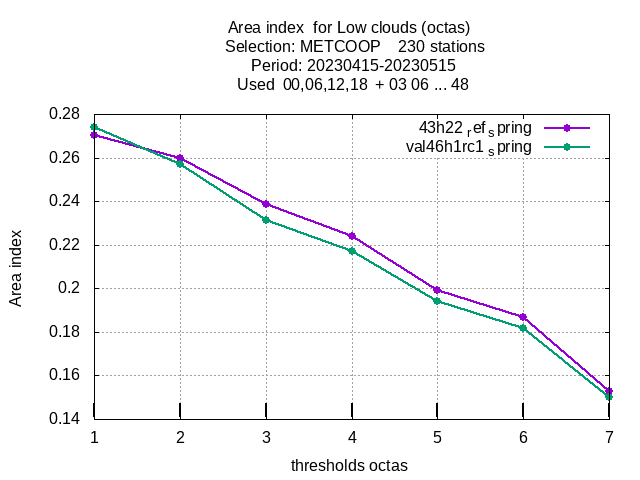 Area index for Low clouds (octas)
Selection: METCOOP 230 stations
Period: 20230415-20230515
Used 00,06,12,18 + 03 06 ... 48
43h22 ref spring
val46h1rc1 spring
0.28
0.26
0.24
0.22
0.2
0.18
0.16
0.14
Area index
1 2 3 4 5 6 7
thresholds octas